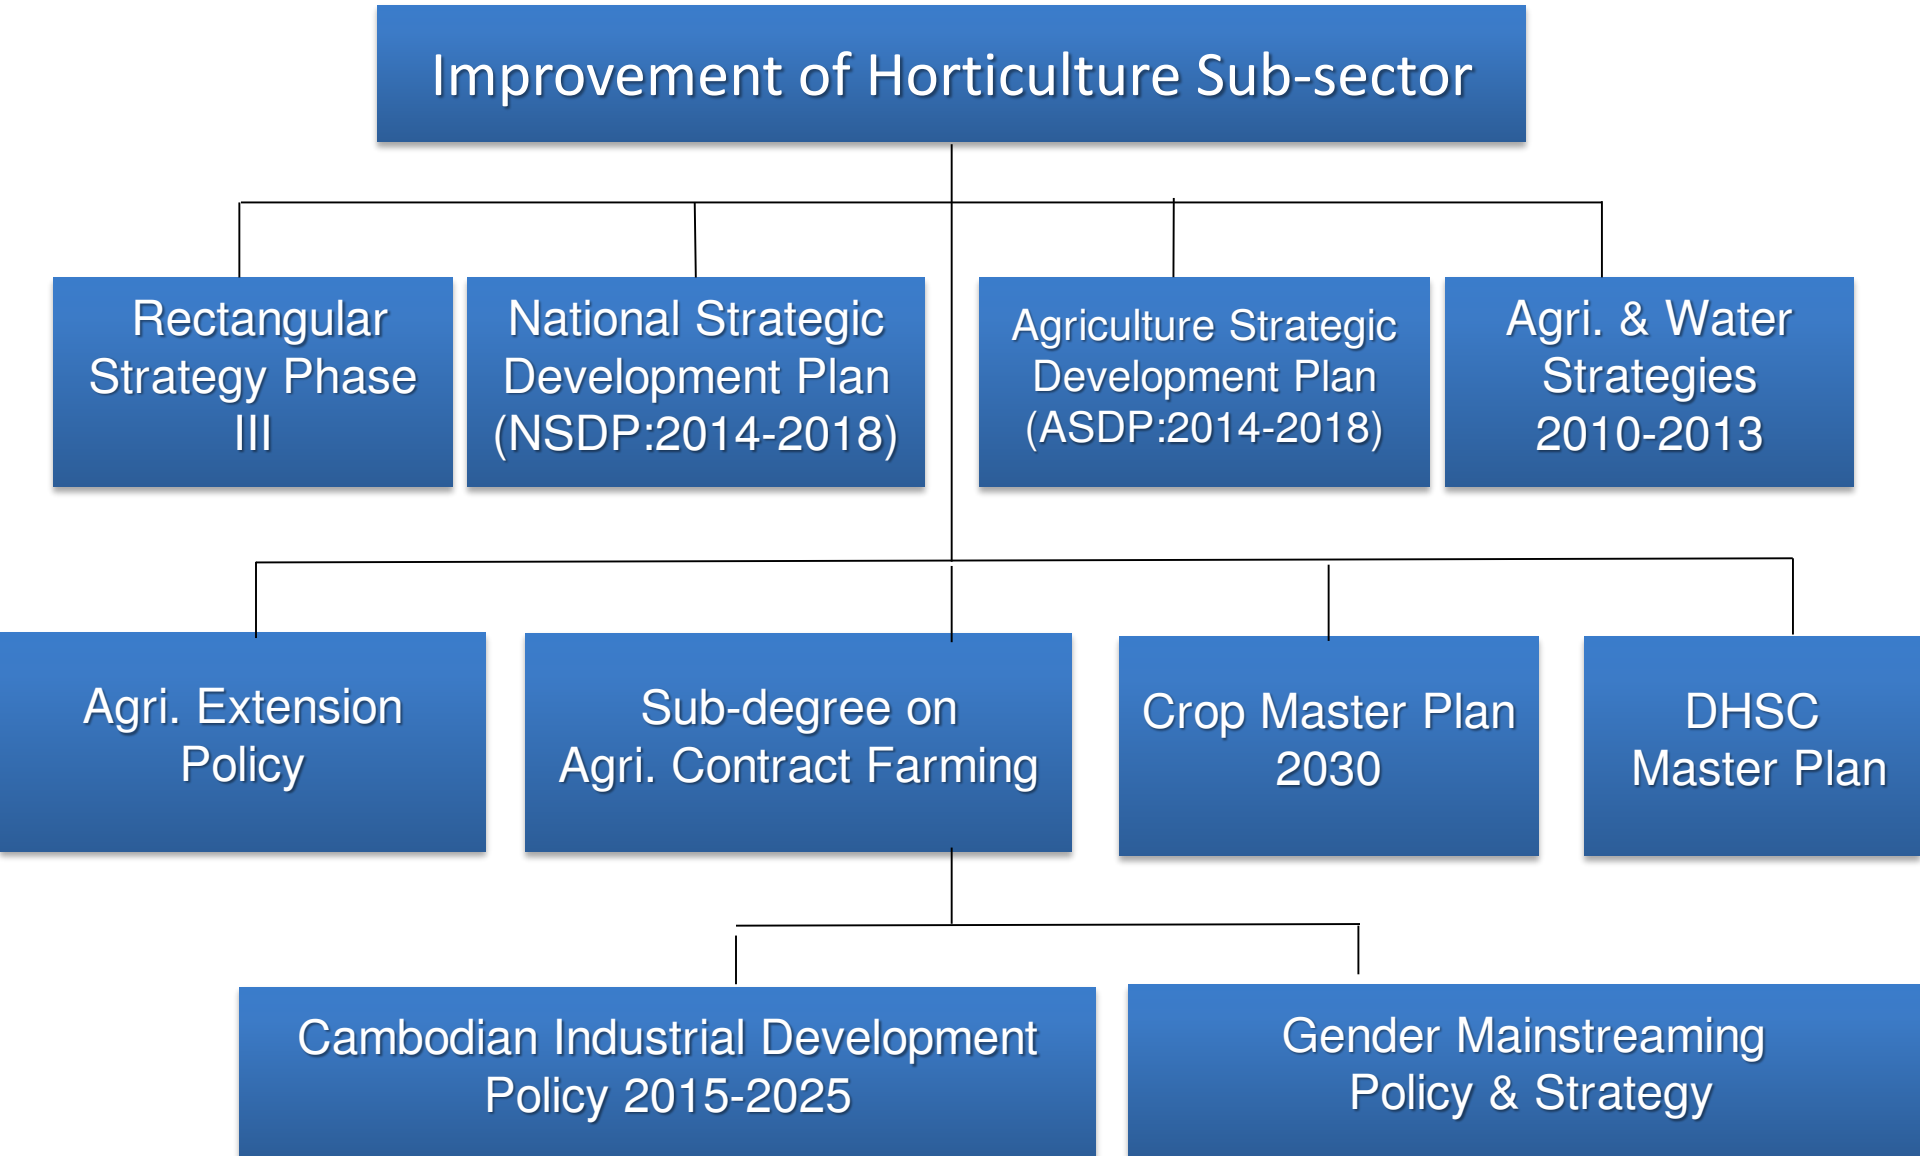 Improvement of Horticulture Sub-sector
Rectangular
Strategy Phase
III
National Strategic
Development Plan
(NSDP:2014-2018)
Agriculture Strategic
Development Plan
(ASDP:2014-2018)
Agri. & Water
Strategies
2010-2013
Agri. Extension
Policy
Sub-degree on
Agri. Contract Farming
Crop Master Plan
2030
DHSC
Master Plan
Cambodian Industrial Development
Policy 2015-2025
Gender Mainstreaming
Policy & Strategy